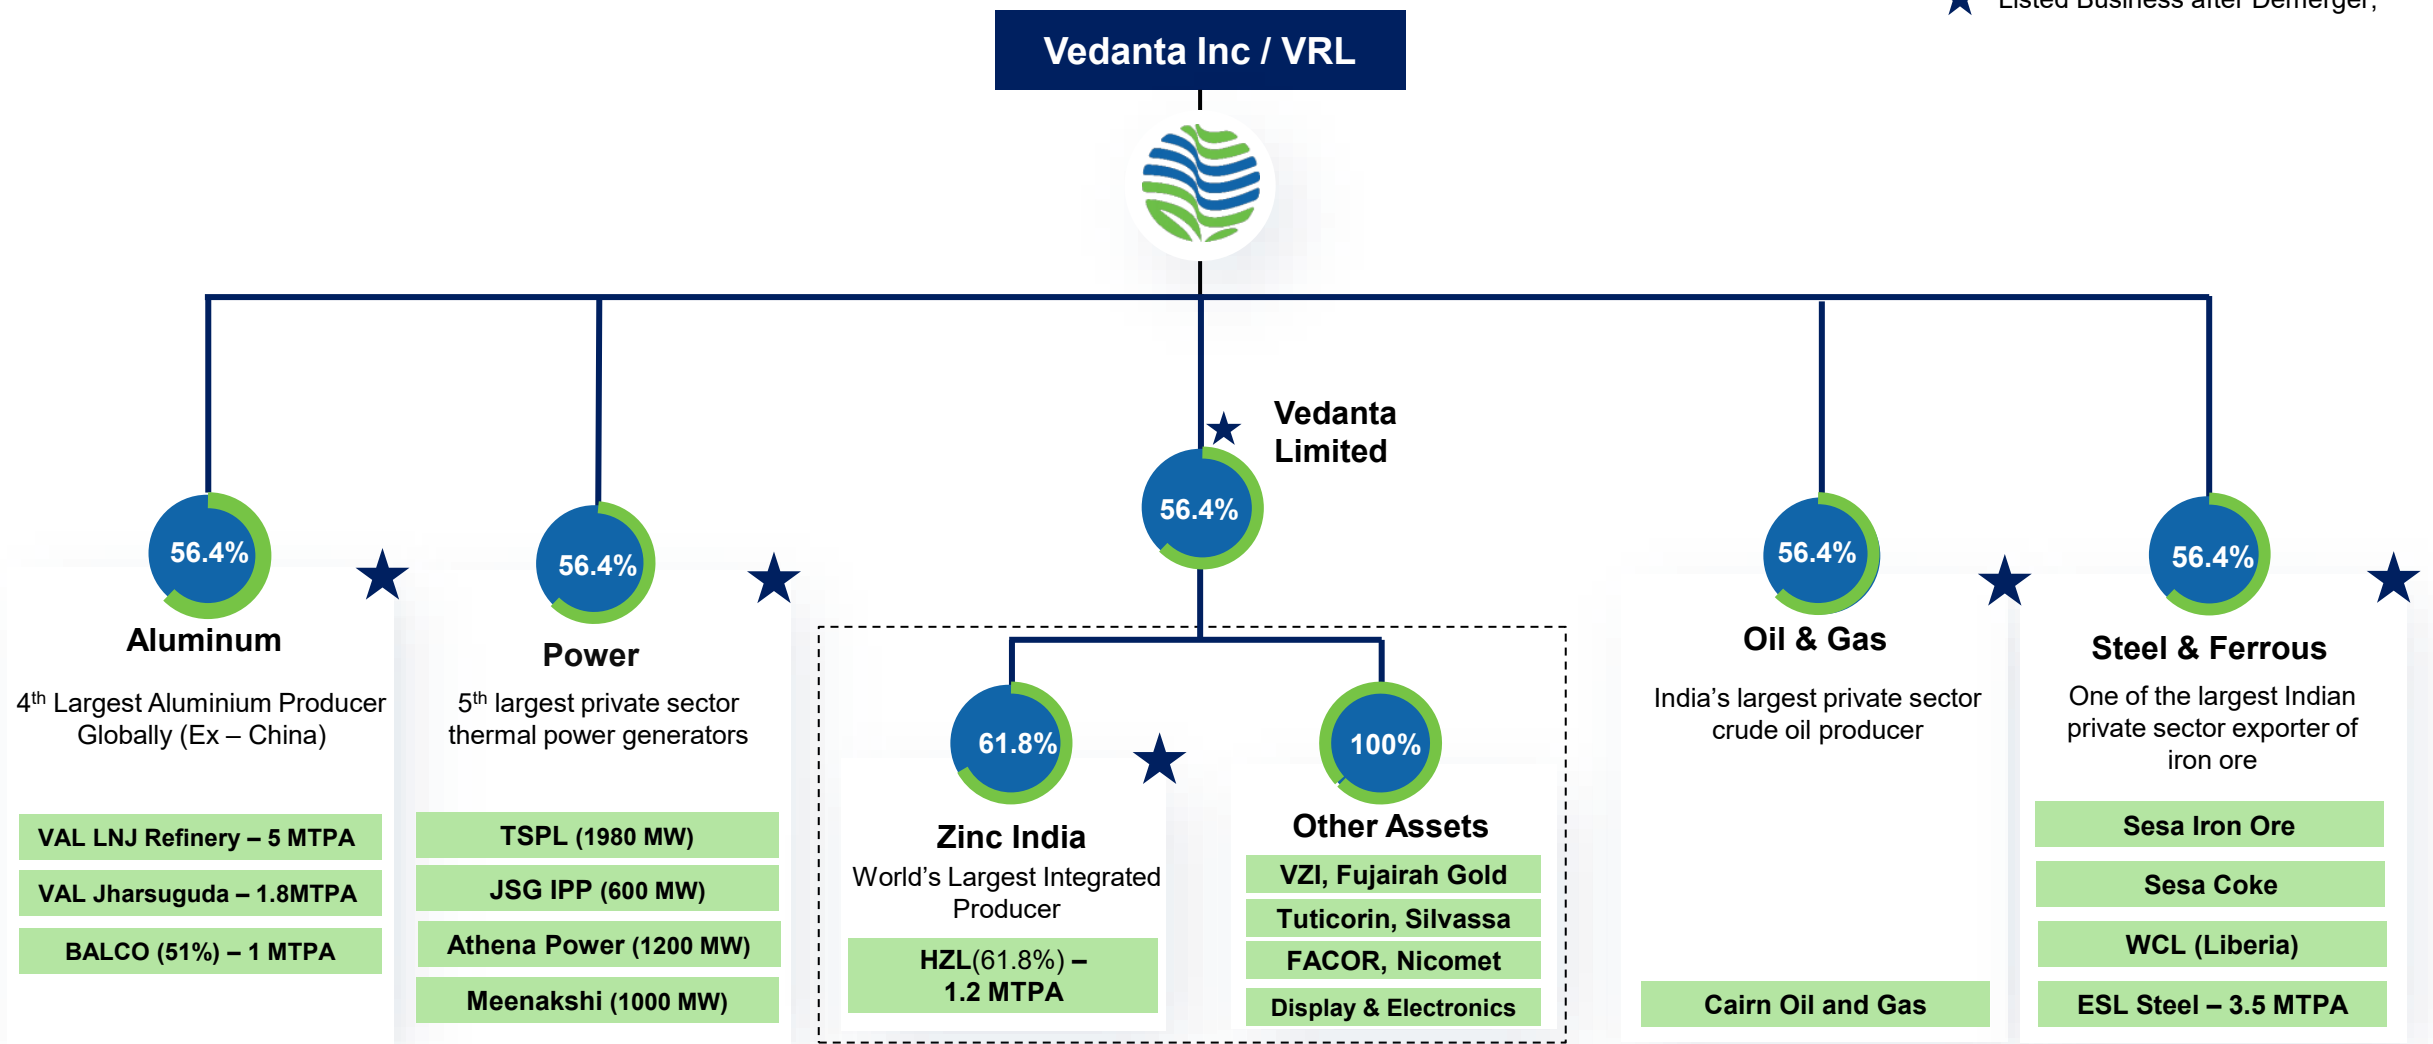 Listed Business after Demerger;
Vedanta Inc / VRL
Vedanta
Limited
56.4%
56.4%
Aluminum
4th Largest Aluminium Producer
Globally (Ex – China)
VAL LNJ Refinery – 5 MTPA
VAL Jharsuguda – 1.8MTPA
BALCO (51%) – 1 MTPA
56.4%
Power
5th largest private sector
thermal power generators
TSPL (1980 MW)
JSG IPP (600 MW)
Athena Power (1200 MW)
Meenakshi (1000 MW)
61.8%
Zinc India
World’s Largest Integrated
Producer
HZL(61.8%) –
1.2 MTPA
100%
Other Assets
VZI, Fujairah Gold
Tuticorin, Silvassa
FACOR, Nicomet
Display & Electronics
56.4%
Oil & Gas
India’s largest private sector
crude oil producer
Cairn Oil and Gas
56.4%
Steel & Ferrous
One of the largest Indian
private sector exporter of
iron ore
Sesa Iron Ore
Sesa Coke
WCL (Liberia)
ESL Steel – 3.5 MTPA